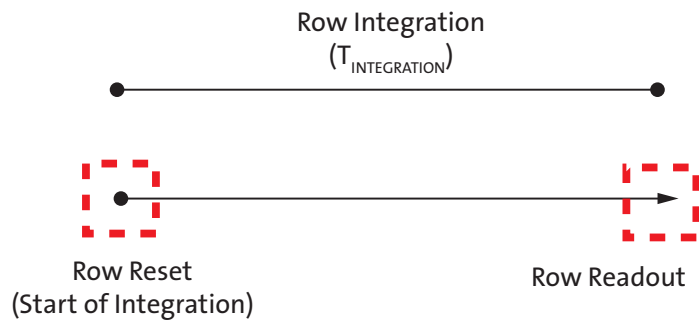 Row Integration
(TINTEGRATION)
Row Reset
(Start of Integration)
Row Readout